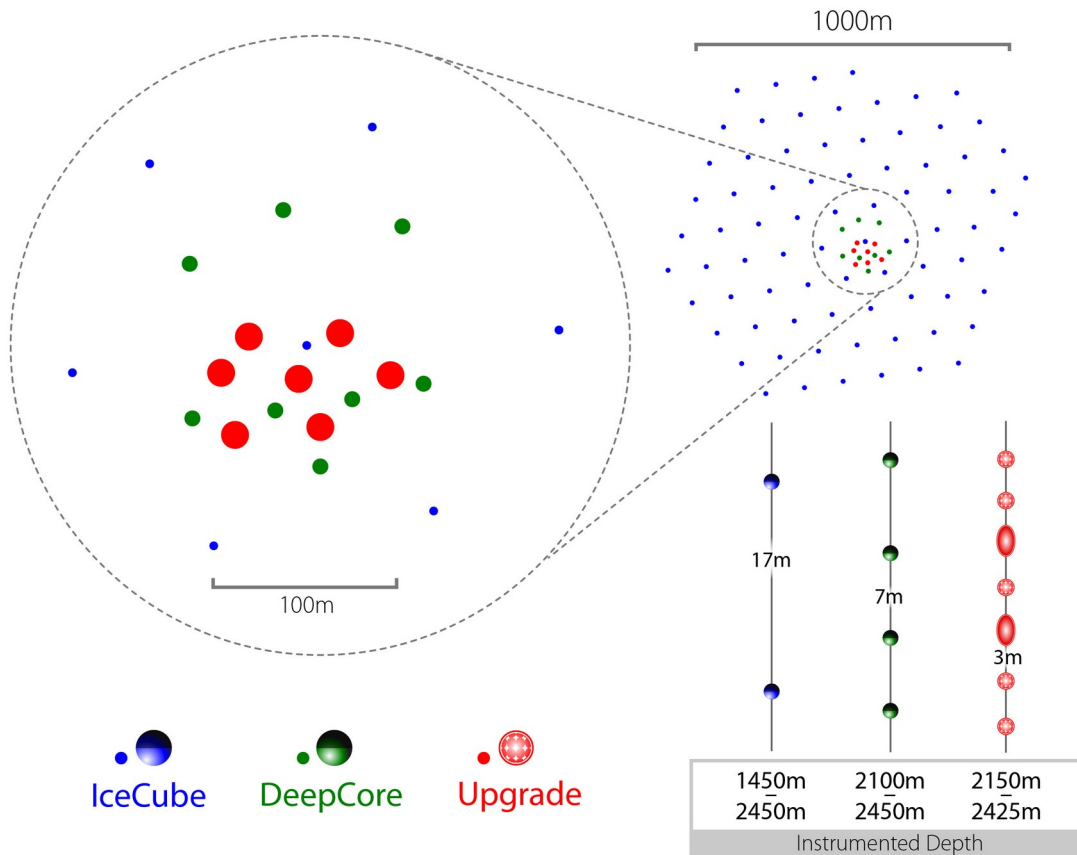 1000m
100m
17m
7m
3m
IceCube
DeepCore
Upgrade
1450m
–
2450m
2100m
–
2450m
2150m
–
2425m
Instrumented Depth